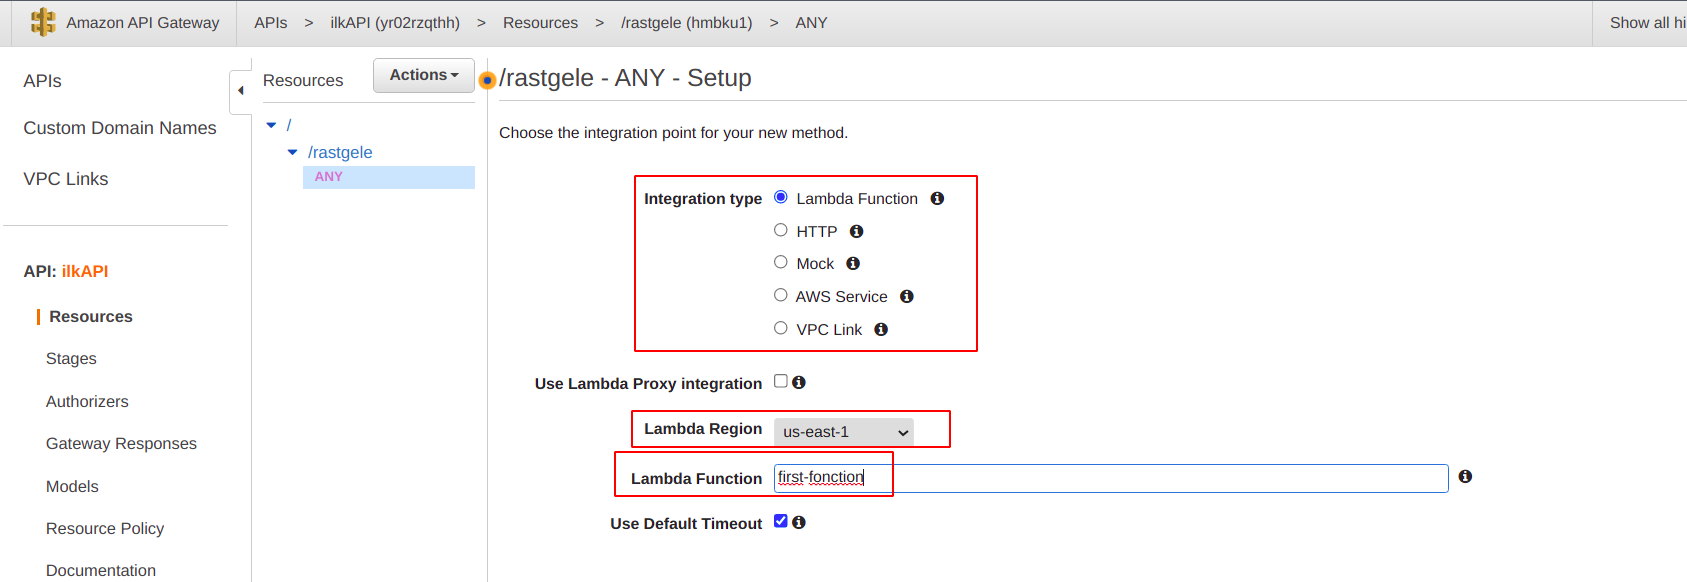 Amazon API Gateway APIs > ilkAPI (yr02rzqthh) > Resources > /rastgele (hmbku1) > ANY Show all hi
APIs
Custom Domain Names
VPC Links
API: ilkAPI
Resources
Stages
Authorizers
Gateway Responses
Models
Resource Policy
Documentation
Resources Actions
/
/rastgele
ANY
/rastgele - ANY - Setup
Choose the integration point for your new method.
Integration type Lambda Function
HTTP
Mock
AWS Service
VPC Link
Use Lambda Proxy integration
Lambda Region us-east-1
Lambda Function first-fonction
Use Default Timeout